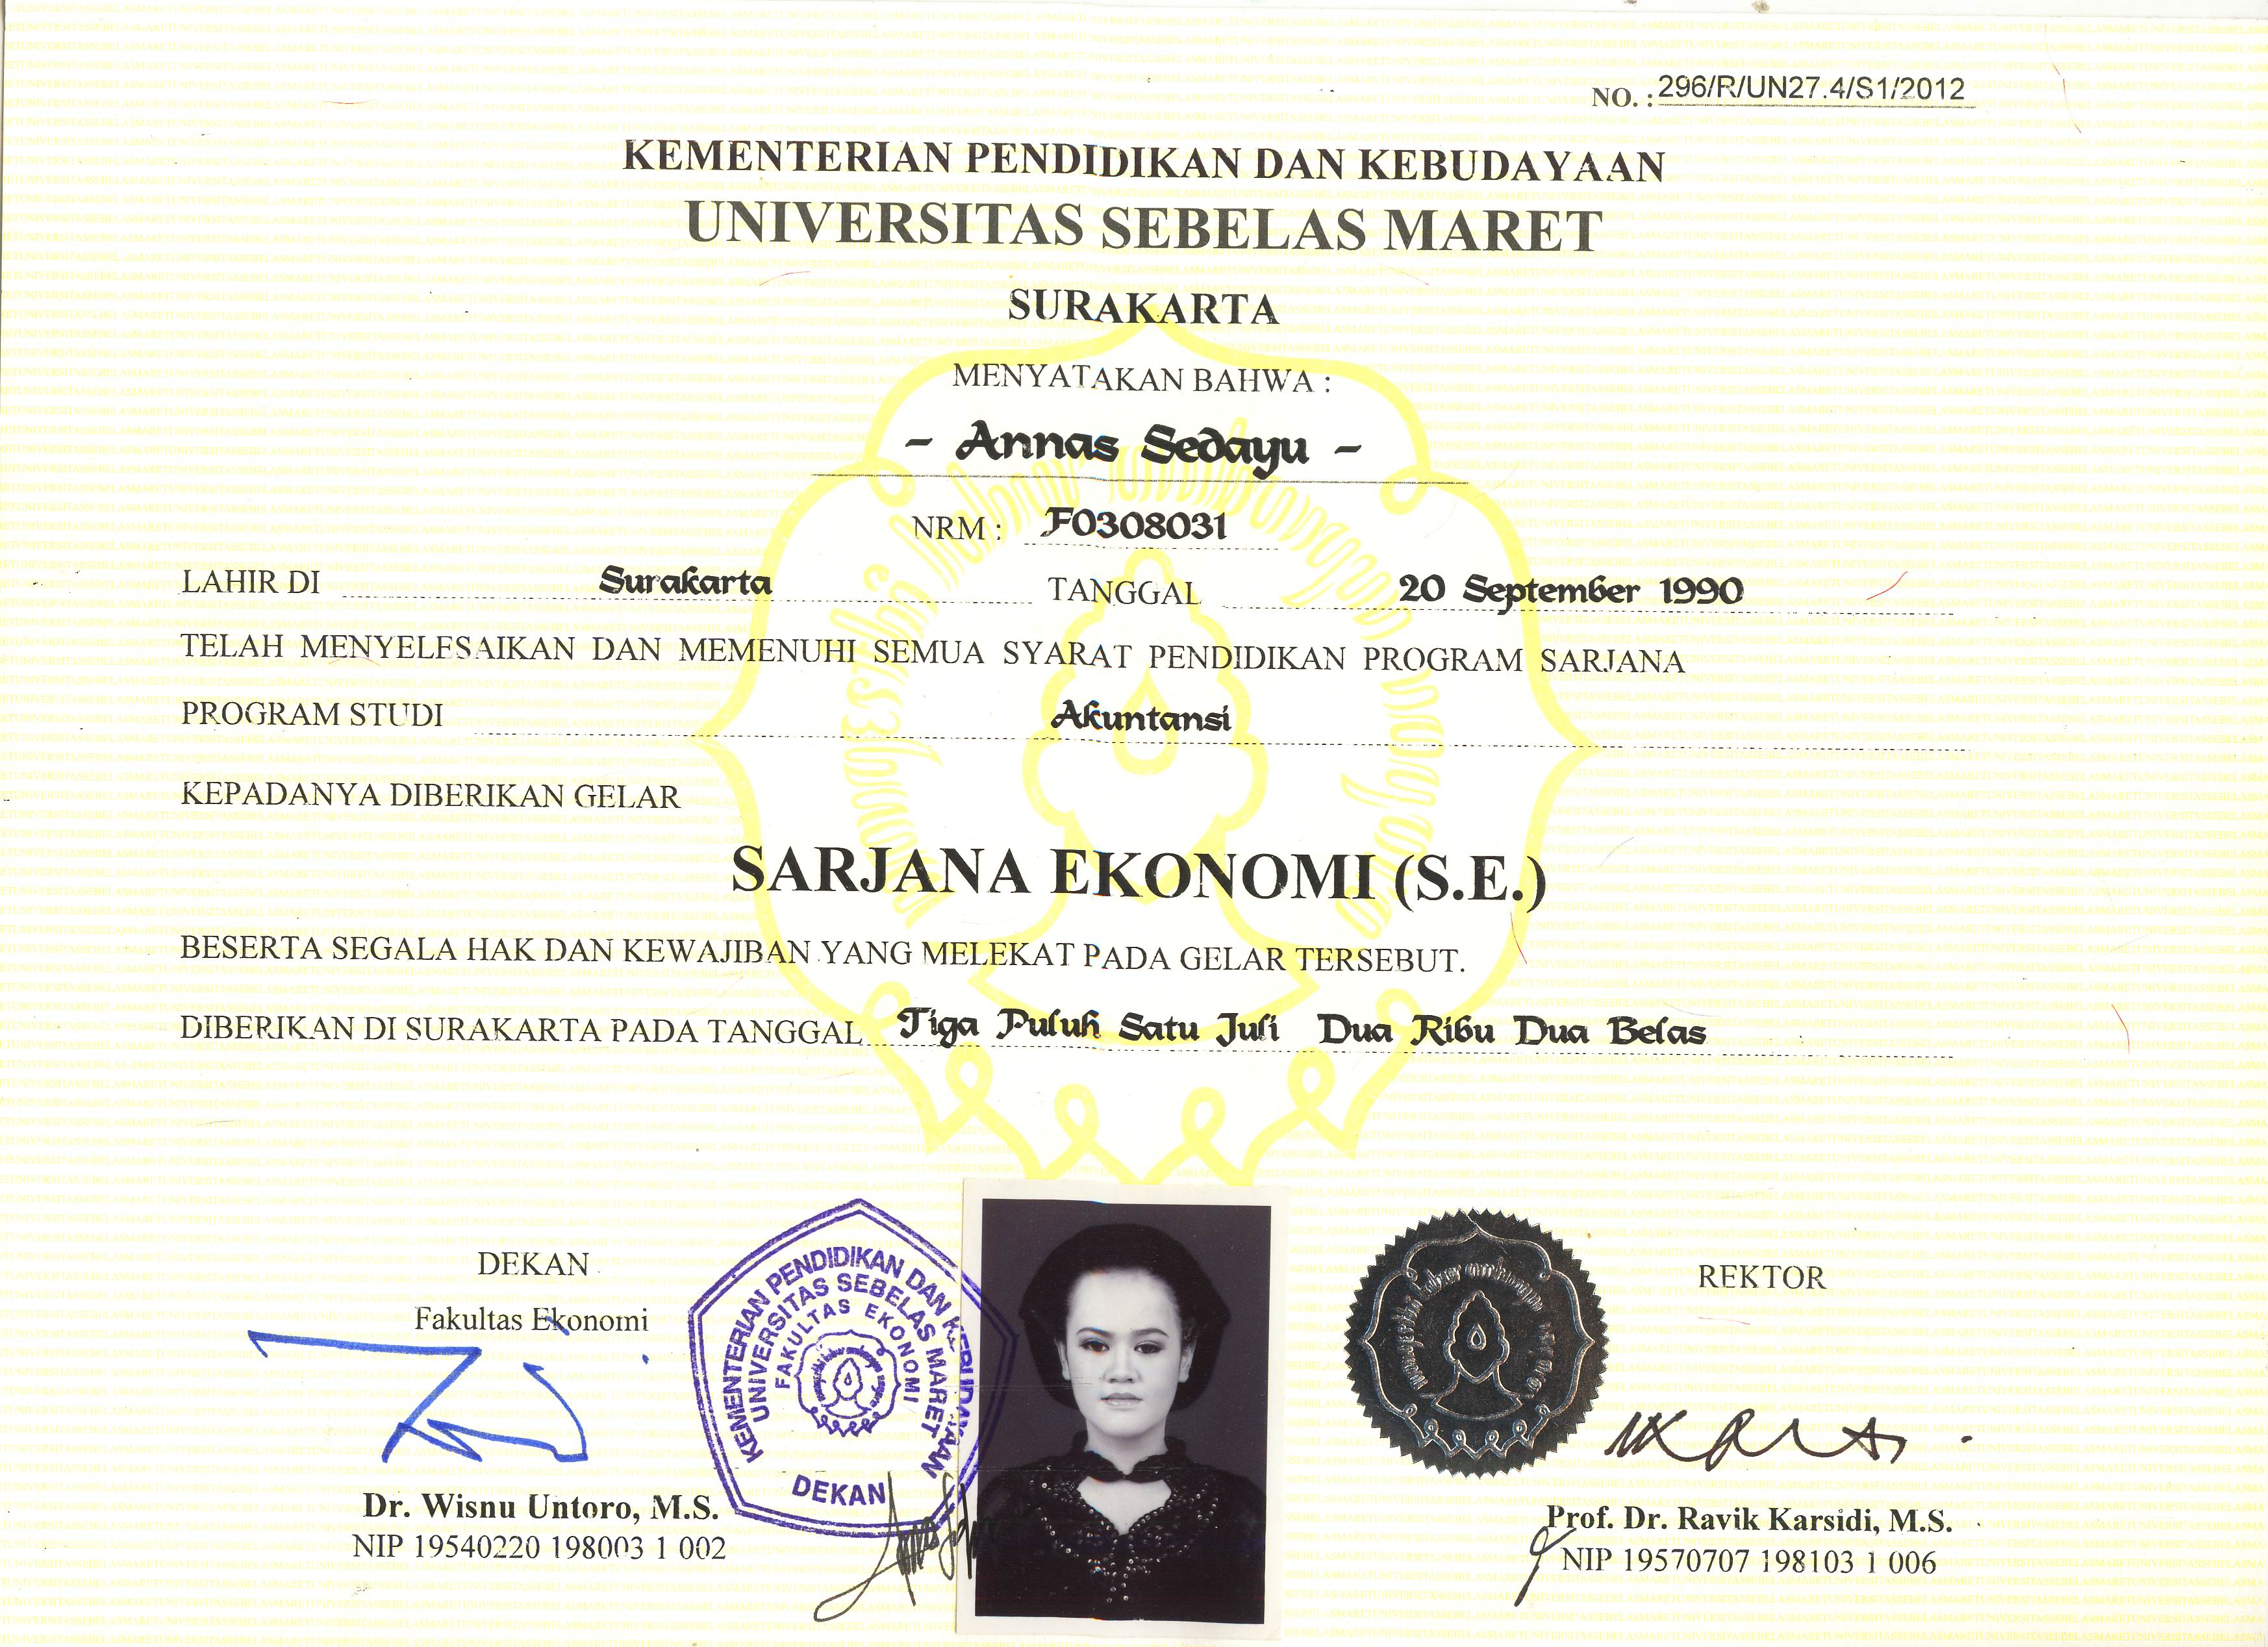 NO. : 296/R/UN27.4/S1/2012
KEMENTERIAN PENDIDIKAN DAN KEBUDAYAAN
UNIVERSITAS SEBELAS MARET
SURAKARTA
MENYATAKAN BAHWA :
- Annas Sedayu -
NRM : F0308031
LAHIR DI Surakarta TANGGAL 20 September 1990
TELAH MENYELESAIKAN DAN MEMENUHI SEMUA SYARAT PENDIDIKAN PROGRAM SARJANA
PROGRAM STUDI Akuntansi
KEPADANYA DIBERIKAN GELAR
SARJANA EKONOMI (S.E.)
BESERTA SEGALA HAK DAN KEWAJIBAN YANG MELEKAT PADA GELAR TERSEBUT.
DIBERIKAN DI SURAKARTA PADA TANGGAL Tiga Puluh Satu Juli Dua Ribu Dua Belas
DEKAN
Fakultas Ekonomi
Dr. Wisnu Untoro, M.S.
NIP 19540220 198003 1 002
KEMENTERIAN PENDIDIKAN DAN KEBUDAYAAN
UNIVERSITAS SEBELAS MARET
FAKULTAS EKONOMI
DEKAN
REKTOR
Prof. Dr. Ravik Karsidi, M.S.
NIP 19570707 198103 1 006